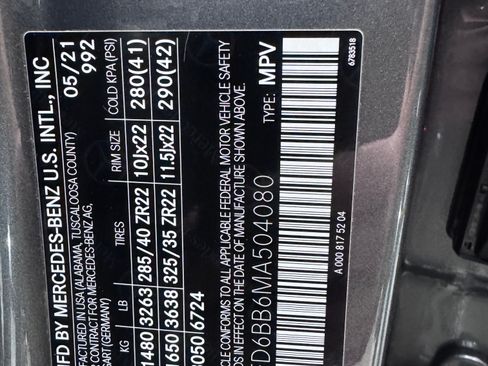 MFD BY MERCEDES-BENZ U.S. INTL., INC
05/21
FACTURED IN USA (ALABAMA, TUSCALOOSA COUNTY)
992
R CONTRACT FOR MERCEDES-BENZ AG,
GART (GERMANY)
KG LB TIRES RIM SIZE COLD KPA (PSI)
1480 3263 285/40 ZR22 10Jx22 280(41)
1650 3638 325/35 ZR22 11.5Jx22 290(42)
3050/6724
ICLE CONFORMS TO ALL APPLICABLE FEDERAL MOTOR VEHICLE SAFETY
S IN EFFECT ON THE DATE OF MANUFACTURE SHOWN ABOVE.
D6BB6MA504080 TYPE: MPV
A 000 817 52 04
6783518